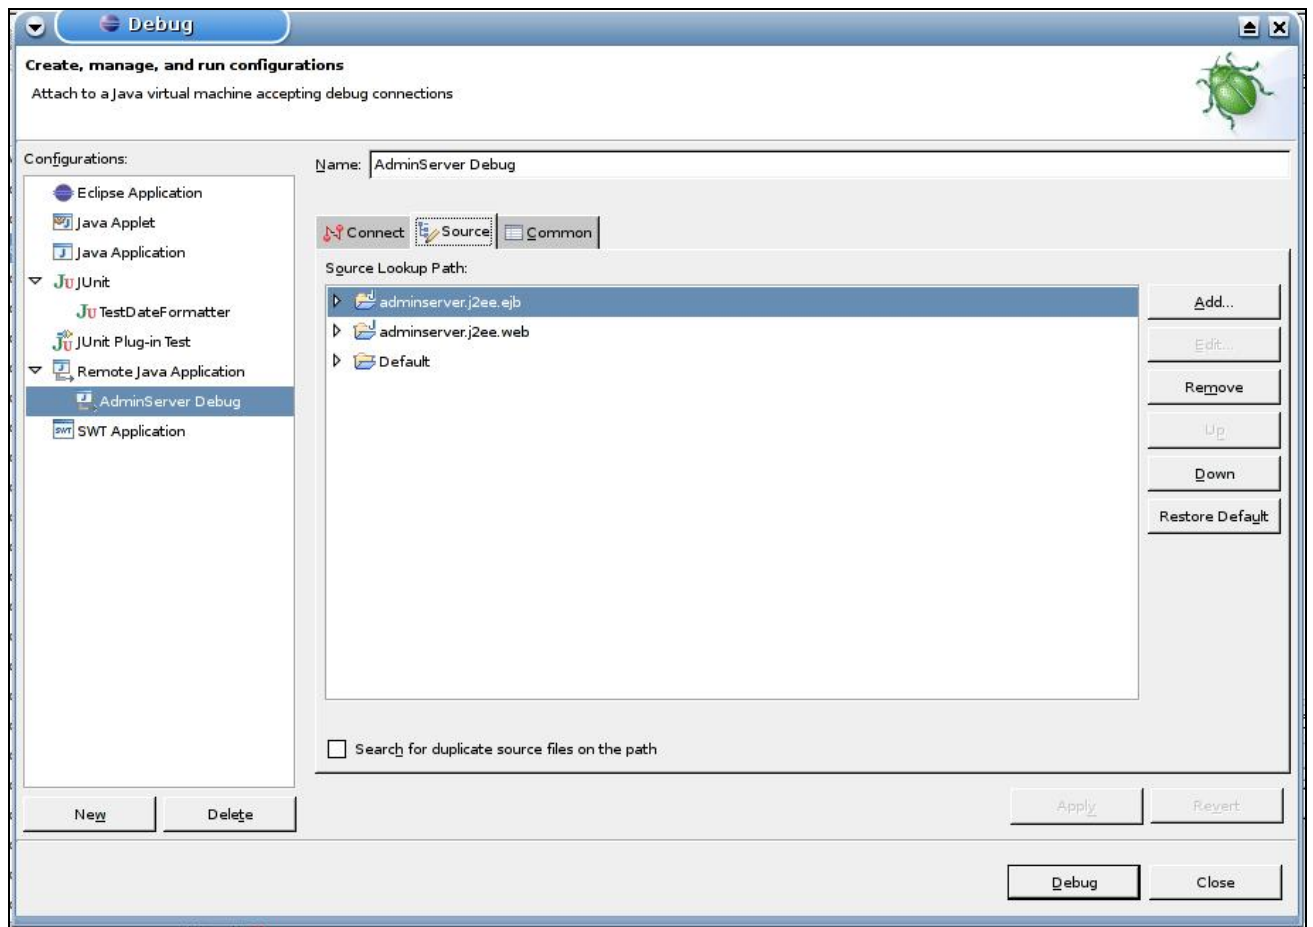 Debug
Create, manage, and run configurations
Attach to a Java virtual machine accepting debug connections
Configurations:
Eclipse Application
Java Applet
Java Application
JUnit
TestDateFormatter
JUnit Plug-in Test
Remote Java Application
AdminServer Debug
SWT Application
New Delete
Name: AdminServer Debug
Connect Source Common
Source Lookup Path:
adminserver.j2ee.ejb
adminserver.j2ee.web
Default
Add...
Edit...
Remove
Up
Down
Restore Default
Search for duplicate source files on the path
Apply Revert
Debug Close